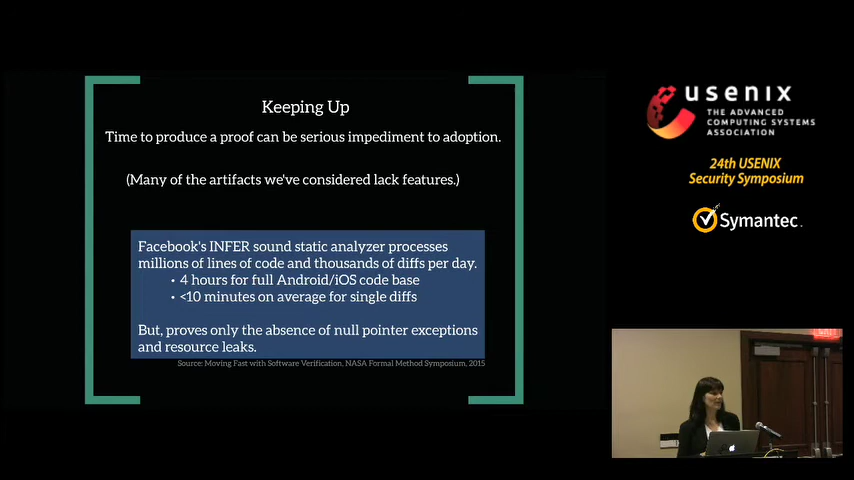 Keeping Up
Time to produce a proof can be serious impediment to adoption.
(Many of the artifacts we've considered lack features.)
Facebook's INFER sound static analyzer processes
millions of lines of code and thousands of diffs per day.
• 4 hours for full Android/iOS code base
• <10 minutes on average for single diffs
But, proves only the absence of null pointer exceptions
and resource leaks.
Source: Moving Fast with Software Verification, NASA Formal Method Symposium, 2015
usenix
THE ADVANCED
COMPUTING SYSTEMS
ASSOCIATION
24th USENIX
Security Symposium
Symantec.